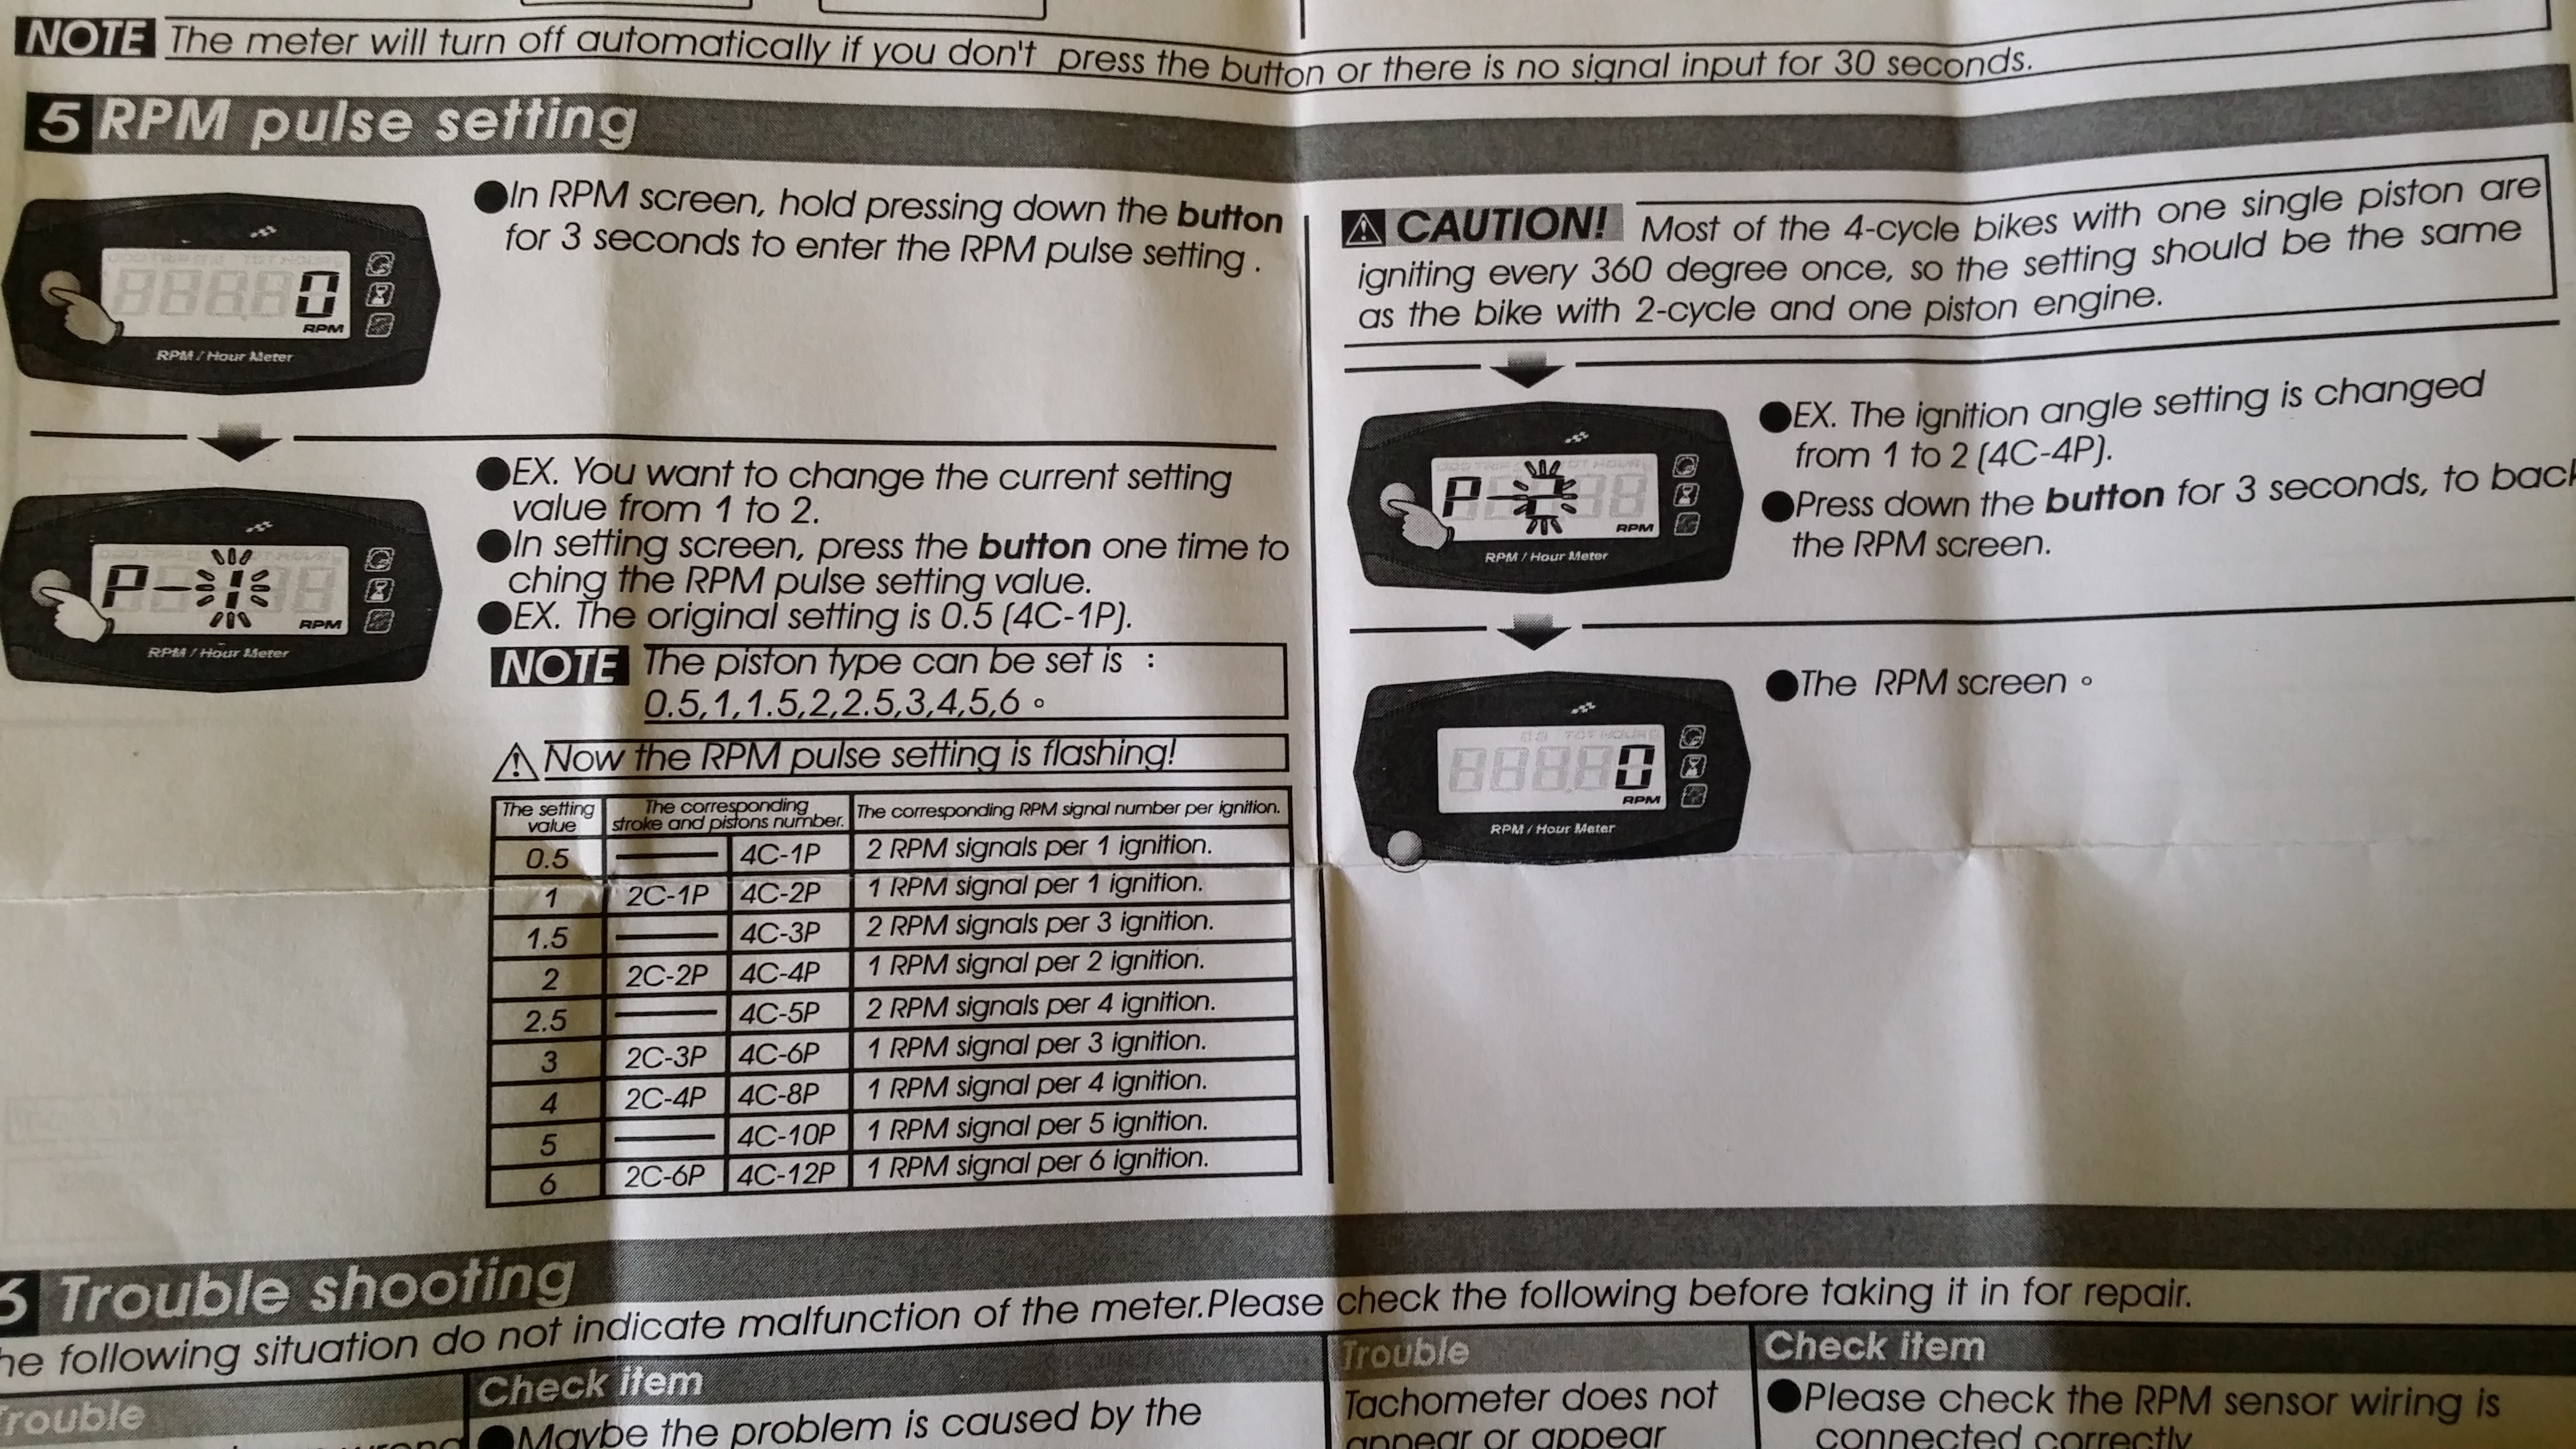 NOTE The meter will turn off automatically if you don't press the button or there is no signal input for 30 seconds.
5 RPM pulse setting
●In RPM screen, hold pressing down the button
for 3 seconds to enter the RPM pulse setting .
0
RPM
RPM / Hour Meter
●EX. You want to change the current setting
value from 1 to 2.
●In setting screen, press the button one time to
ching the RPM pulse setting value.
●EX. The original setting is 0.5 (4C-1P).
P-1
RPM
RPM / Hour Meter
NOTE The piston type can be set is :
0.5,1,1.5,2,2.5,3,4,5,6 。
Now the RPM pulse setting is flashing!
The setting value | The corresponding stroke and pistons number. | The corresponding RPM signal number per ignition.
0.5 | —— | 4C-1P | 2 RPM signals per 1 ignition.
1 | 2C-1P | 4C-2P | 1 RPM signal per 1 ignition.
1.5 | —— | 4C-3P | 2 RPM signals per 3 ignition.
2 | 2C-2P | 4C-4P | 1 RPM signal per 2 ignition.
2.5 | —— | 4C-5P | 2 RPM signals per 4 ignition.
3 | 2C-3P | 4C-6P | 1 RPM signal per 3 ignition.
4 | 2C-4P | 4C-8P | 1 RPM signal per 4 ignition.
5 | —— | 4C-10P | 1 RPM signal per 5 ignition.
6 | 2C-6P | 4C-12P | 1 RPM signal per 6 ignition.
CAUTION! Most of the 4-cycle bikes with one single piston are
igniting every 360 degree once, so the setting should be the same
as the bike with 2-cycle and one piston engine.
●EX. The ignition angle setting is changed
from 1 to 2 (4C-4P).
●Press down the button for 3 seconds, to back
the RPM screen.
P-2
RPM
RPM / Hour Meter
●The RPM screen 。
0
RPM
RPM / Hour Meter
6 Trouble shooting
he following situation do not indicate malfunction of the meter.Please check the following before taking it in for repair.
Trouble
Check item
●Maybe the problem is caused by the
Trouble
Tachometer does not
appear or appear
Check item
●Please check the RPM sensor wiring is
connected correctly